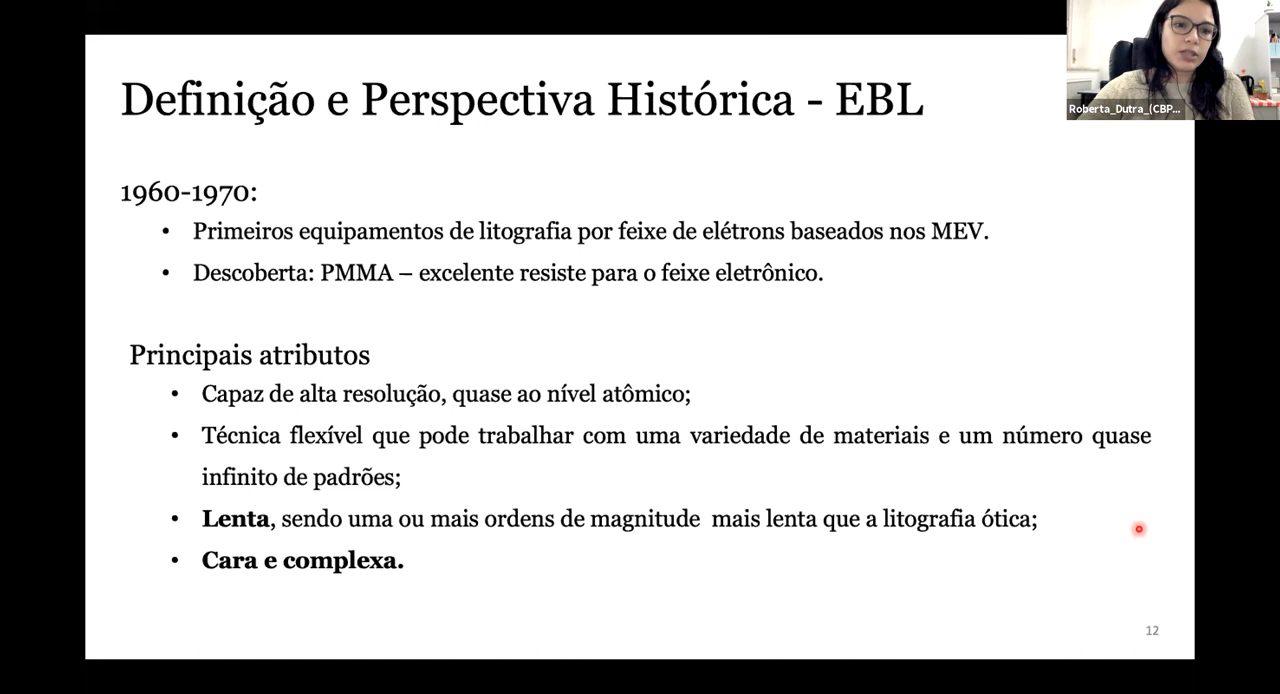 Definição e Perspectiva Histórica - EBL
Roberta_Dutra_(CBP...
1960-1970:
• Primeiros equipamentos de litografia por feixe de elétrons baseados nos MEV.
• Descoberta: PMMA – excelente resiste para o feixe eletrônico.
Principais atributos
• Capaz de alta resolução, quase ao nível atômico;
• Técnica flexível que pode trabalhar com uma variedade de materiais e um número quase
infinito de padrões;
• Lenta, sendo uma ou mais ordens de magnitude mais lenta que a litografia ótica;
• Cara e complexa.
12